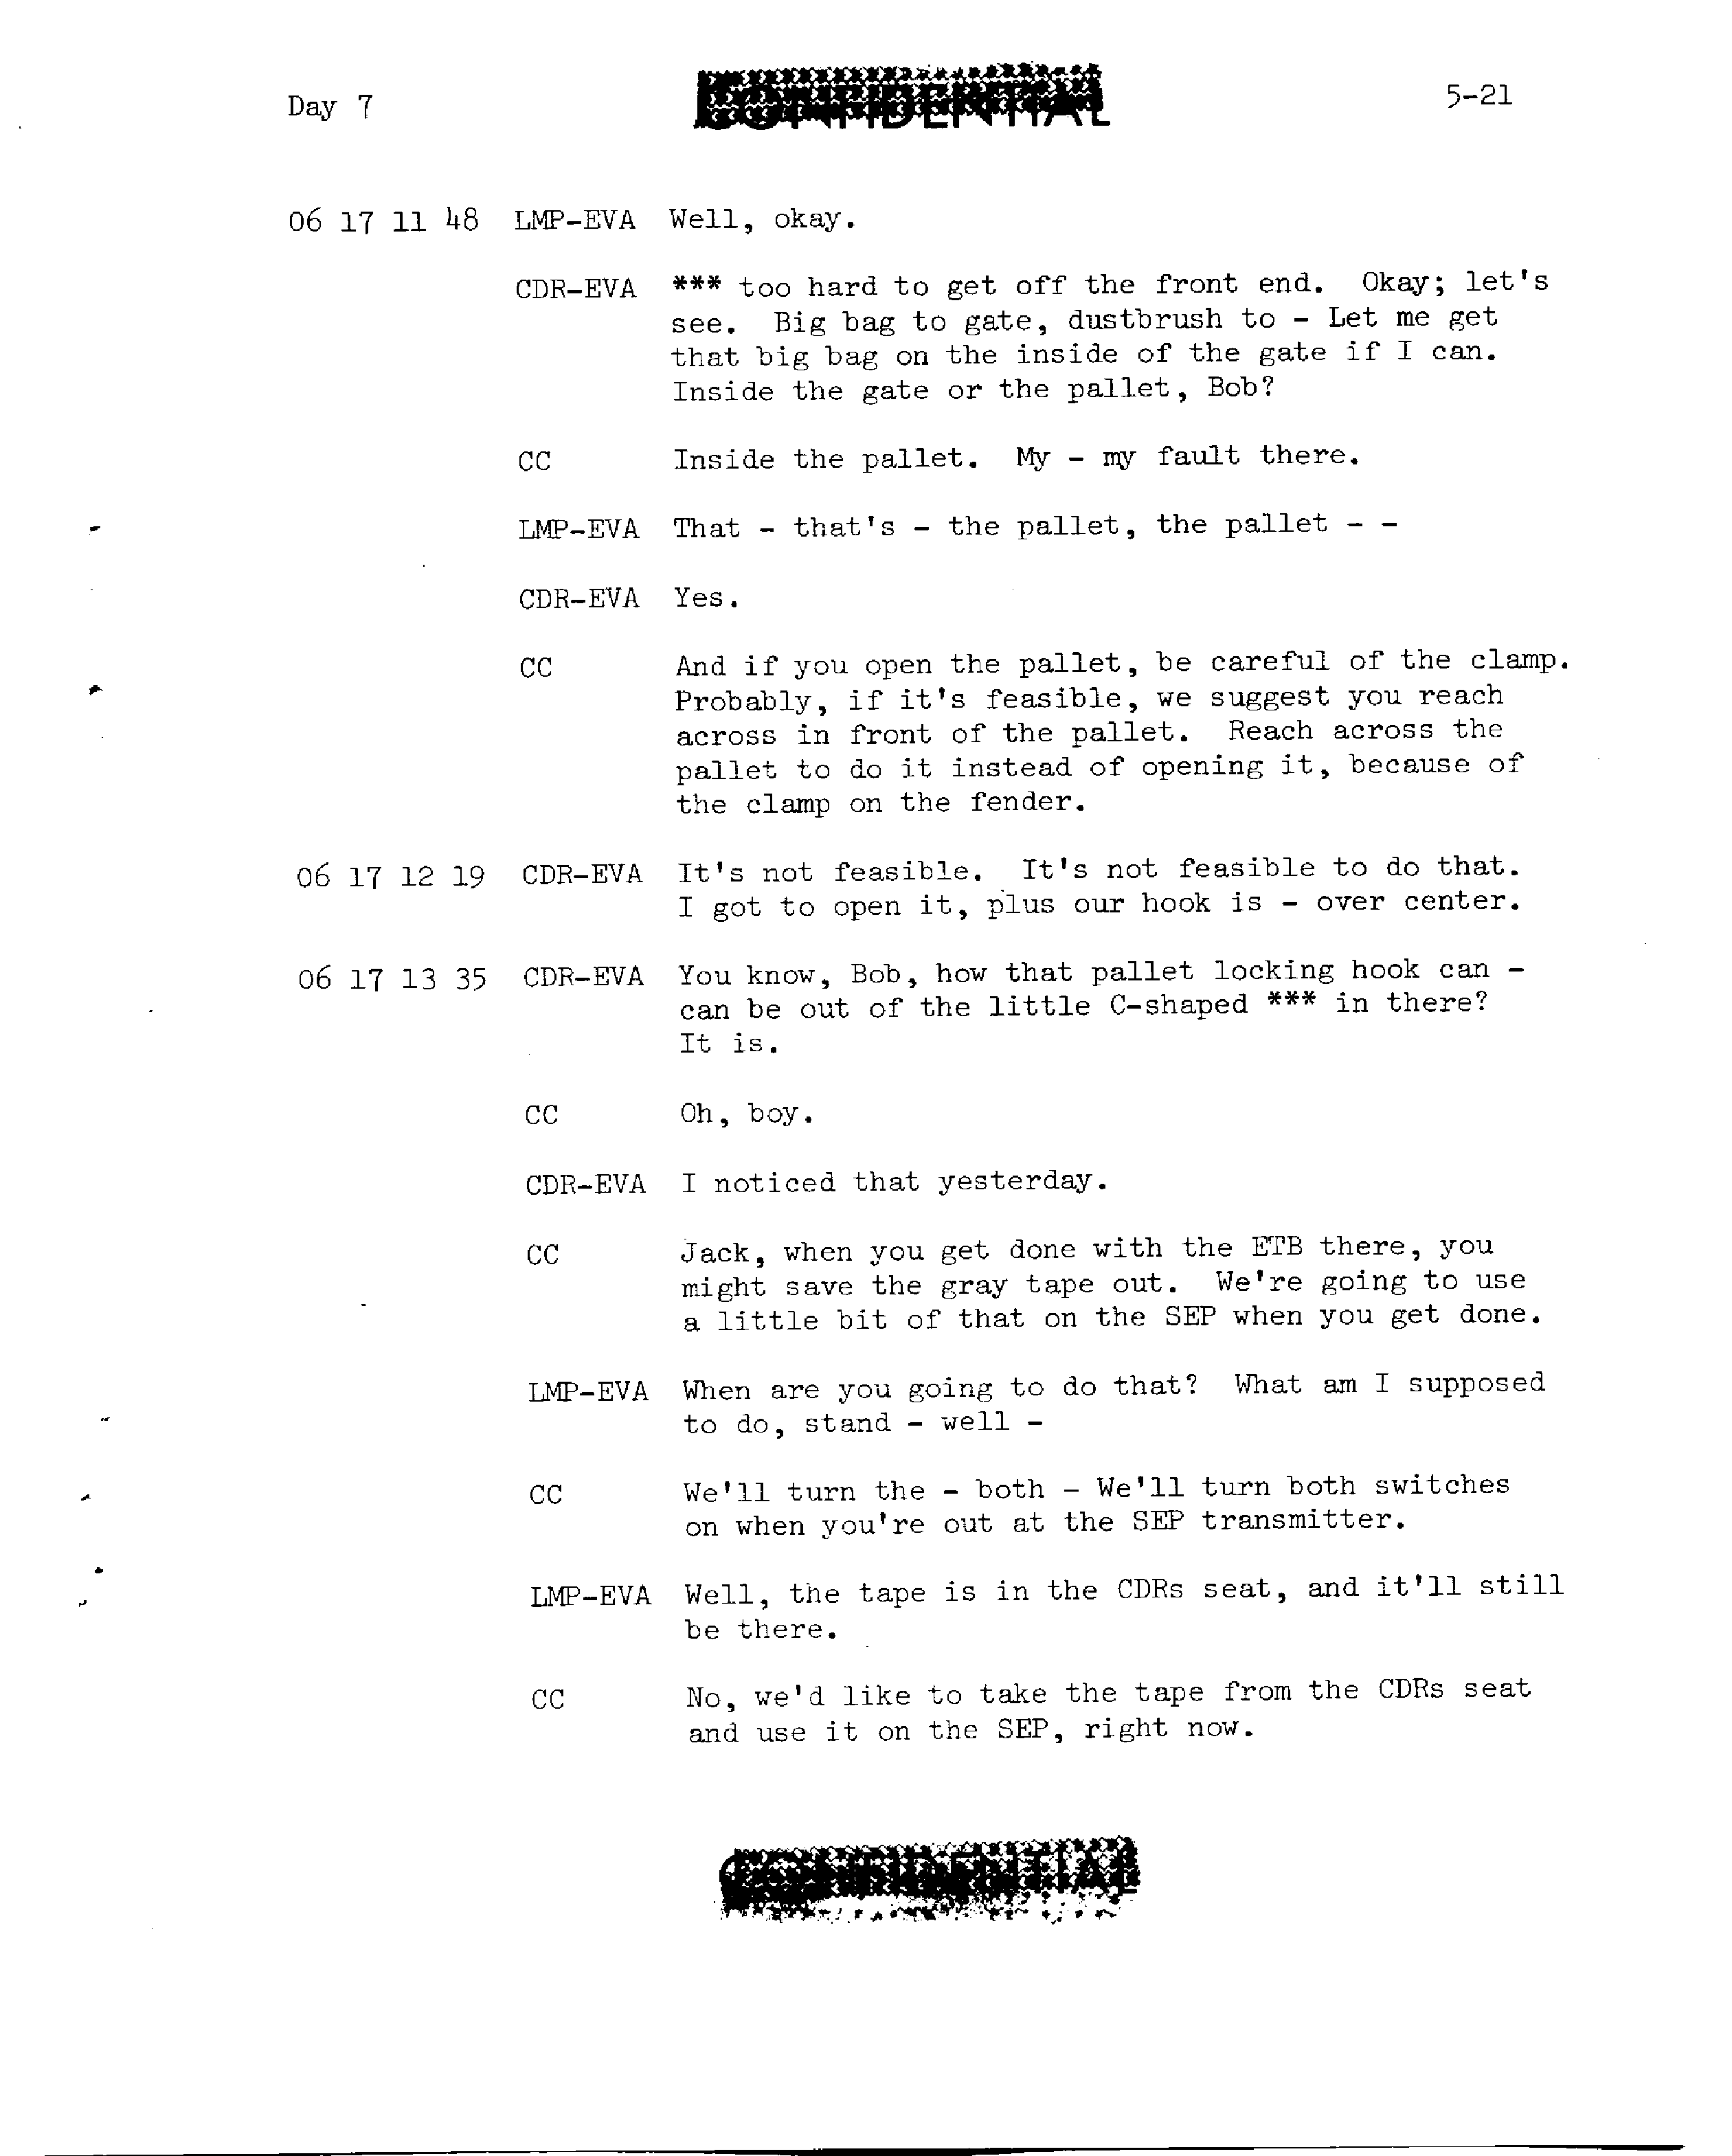 Day 7
CONFIDENTIAL
5-21
06 17 11 48 LMP-EVA Well, okay.
CDR-EVA *** too hard to get off the front end. Okay; let's
see. Big bag to gate, dustbrush to - Let me get
that big bag on the inside of the gate if I can.
Inside the gate or the pallet, Bob?
CC Inside the pallet. My - my fault there.
LMP-EVA That - that's - the pallet, the pallet - -
CDR-EVA Yes.
CC And if you open the pallet, be careful of the clamp.
Probably, if it's feasible, we suggest you reach
across in front of the pallet. Reach across the
pallet to do it instead of opening it, because of
the clamp on the fender.
06 17 12 19 CDR-EVA It's not feasible. It's not feasible to do that.
I got to open it, plus our hook is - over center.
06 17 13 35 CDR-EVA You know, Bob, how that pallet locking hook can -
can be out of the little C-shaped *** in there?
It is.
CC Oh, boy.
CDR-EVA I noticed that yesterday.
CC Jack, when you get done with the ETB there, you
might save the gray tape out. We're going to use
a little bit of that on the SEP when you get done.
LMP-EVA When are you going to do that? What am I supposed
to do, stand - well -
CC We'll turn the - both - We'll turn both switches
on when you're out at the SEP transmitter.
LMP-EVA Well, the tape is in the CDRs seat, and it'll still
be there.
CC No, we'd like to take the tape from the CDRs seat
and use it on the SEP, right now.
CONFIDENTIAL